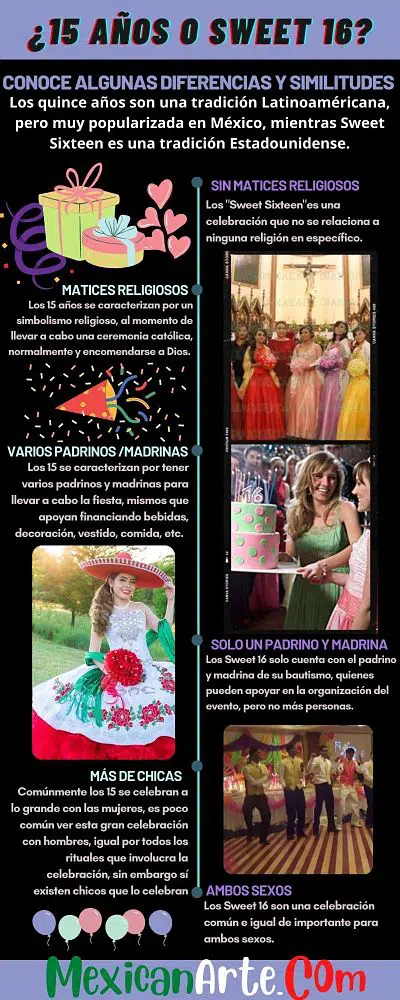 ¿15 AÑOS O SWEET 16?
CONOCE ALGUNAS DIFERENCIAS Y SIMILITUDES
Los quince años son una tradición Latinoaméricana,
pero muy popularizada en México, mientras Sweet
Sixteen es una tradición Estadounidense.
SIN MATICES RELIGIOSOS
Los "Sweet Sixteen"es una
celebración que no se relaciona a
ninguna religión en específico.
MATICES RELIGIOSOS
Los 15 años se caracterizan por un
simbolismo religioso, al momento de
llevar a cabo una ceremonia católica,
normalmente y encomendarse a Dios.
VARIOS PADRINOS /MADRINAS
Los 15 se caracterizan por tener
varios padrinos y madrinas para
llevar a cabo la fiesta, mismos que
apoyan financiando bebidas,
decoración, vestido, comida, etc.
16
SOLO UN PADRINO Y MADRINA
Los Sweet 16 solo cuenta con el padrino
y madrina de su bautismo, quienes
pueden apoyar en la organización del
evento, pero no más personas.
MÁS DE CHICAS
Comúnmente los 15 se celebran a
lo grande con las mujeres, es poco
común ver esta gran celebración
con hombres, igual por todos los
rituales que involucra la
celebración, sin embargo sí
existen chicos que lo celebran
AMBOS SEXOS
Los Sweet 16 son una celebración
común e igual de importante para
ambos sexos.
MexicanArte.Com